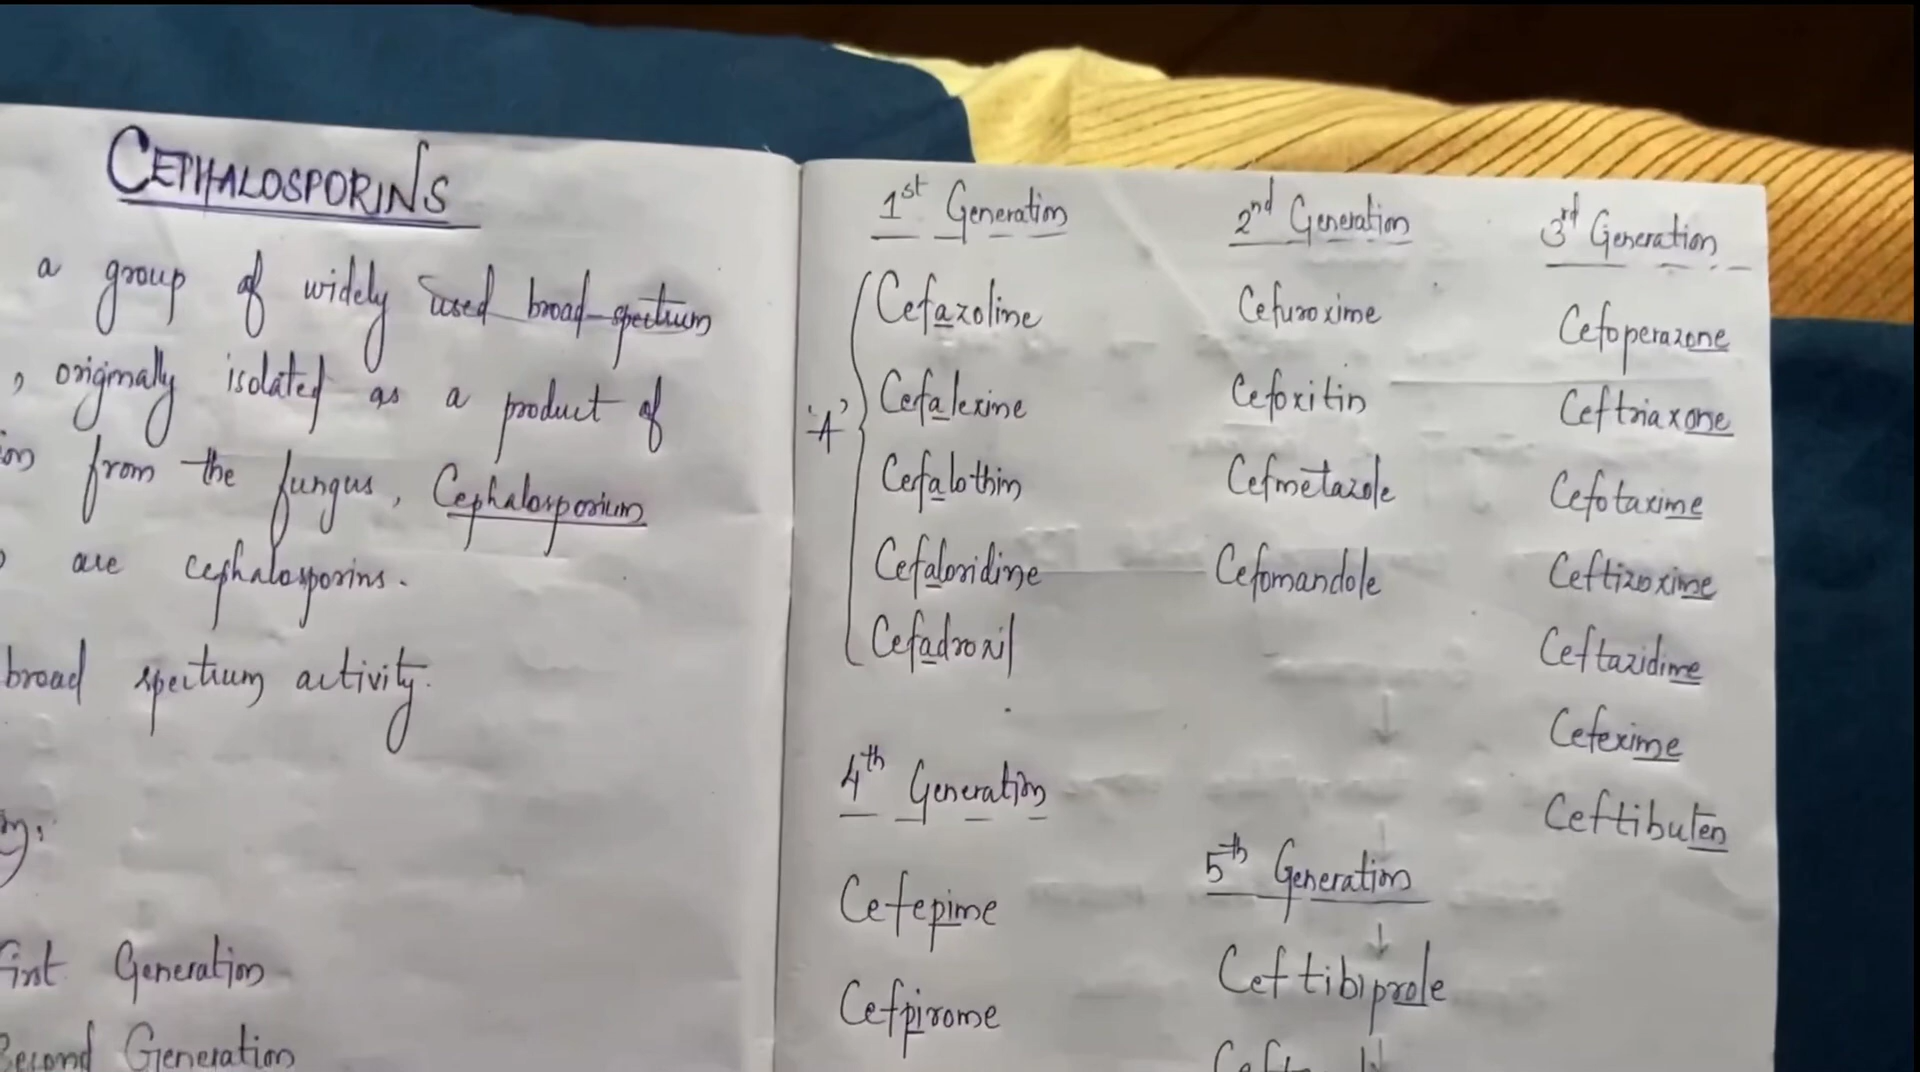 CEPHALOSPORINS
a group of widely used broad-spectrum
, originally isolated as a product of
ion from the fungus, Cephalosporium
are cephalosporins.
broad spectrum activity.
First Generation
Second Generation
1st Generation
Cefazoline
Cefalexine
Cefalothin
Cefaloridine
Cefadroxil
'A'
2nd Generation
Cefuroxime
Cefoxitin
Cefmetazole
Cefomandole
3rd Generation
Cefoperazone
Ceftriaxone
Cefotaxime
Ceftizoxime
Ceftazidime
Cefexime
Ceftibuten
4th Generation
Cefepime
Cefpirome
5th Generation
Ceftibiprole